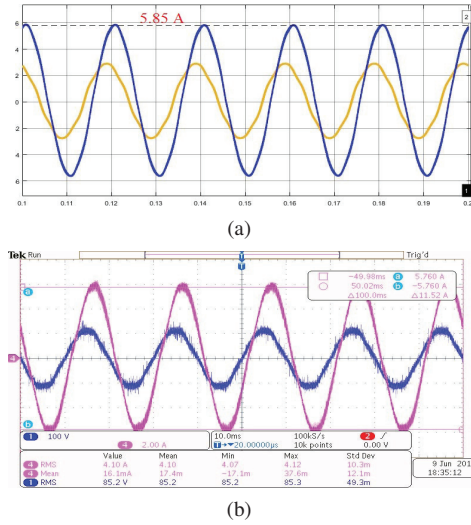 5.85 A
2
6
4
2
0
2
4
6
1
0.1 0.11 0.12 0.13 0.14 0.15 0.16 0.17 0.18 0.19 0.2
(a)
Tek Run Trig'd
T
a
-49.98ms a 5.760 A
50.02ms b -5.760 A
Δ100.0ms Δ11.52 A
4
b
1 100 V 4 2.00 A 10.0ms 100kS/s 2
T→▼20.00000µs 10k points 0.00 V
Value Mean Min Max Std Dev
4 RMS 4.10 A 4.10 4.07 4.12 10.3m
4 Mean 16.1mA 17.4m -17.1m 37.6m 12.1m
1 RMS 85.2 V 85.2 85.2 85.3 49.3m
9 Jun 201
18:35:12
(b)